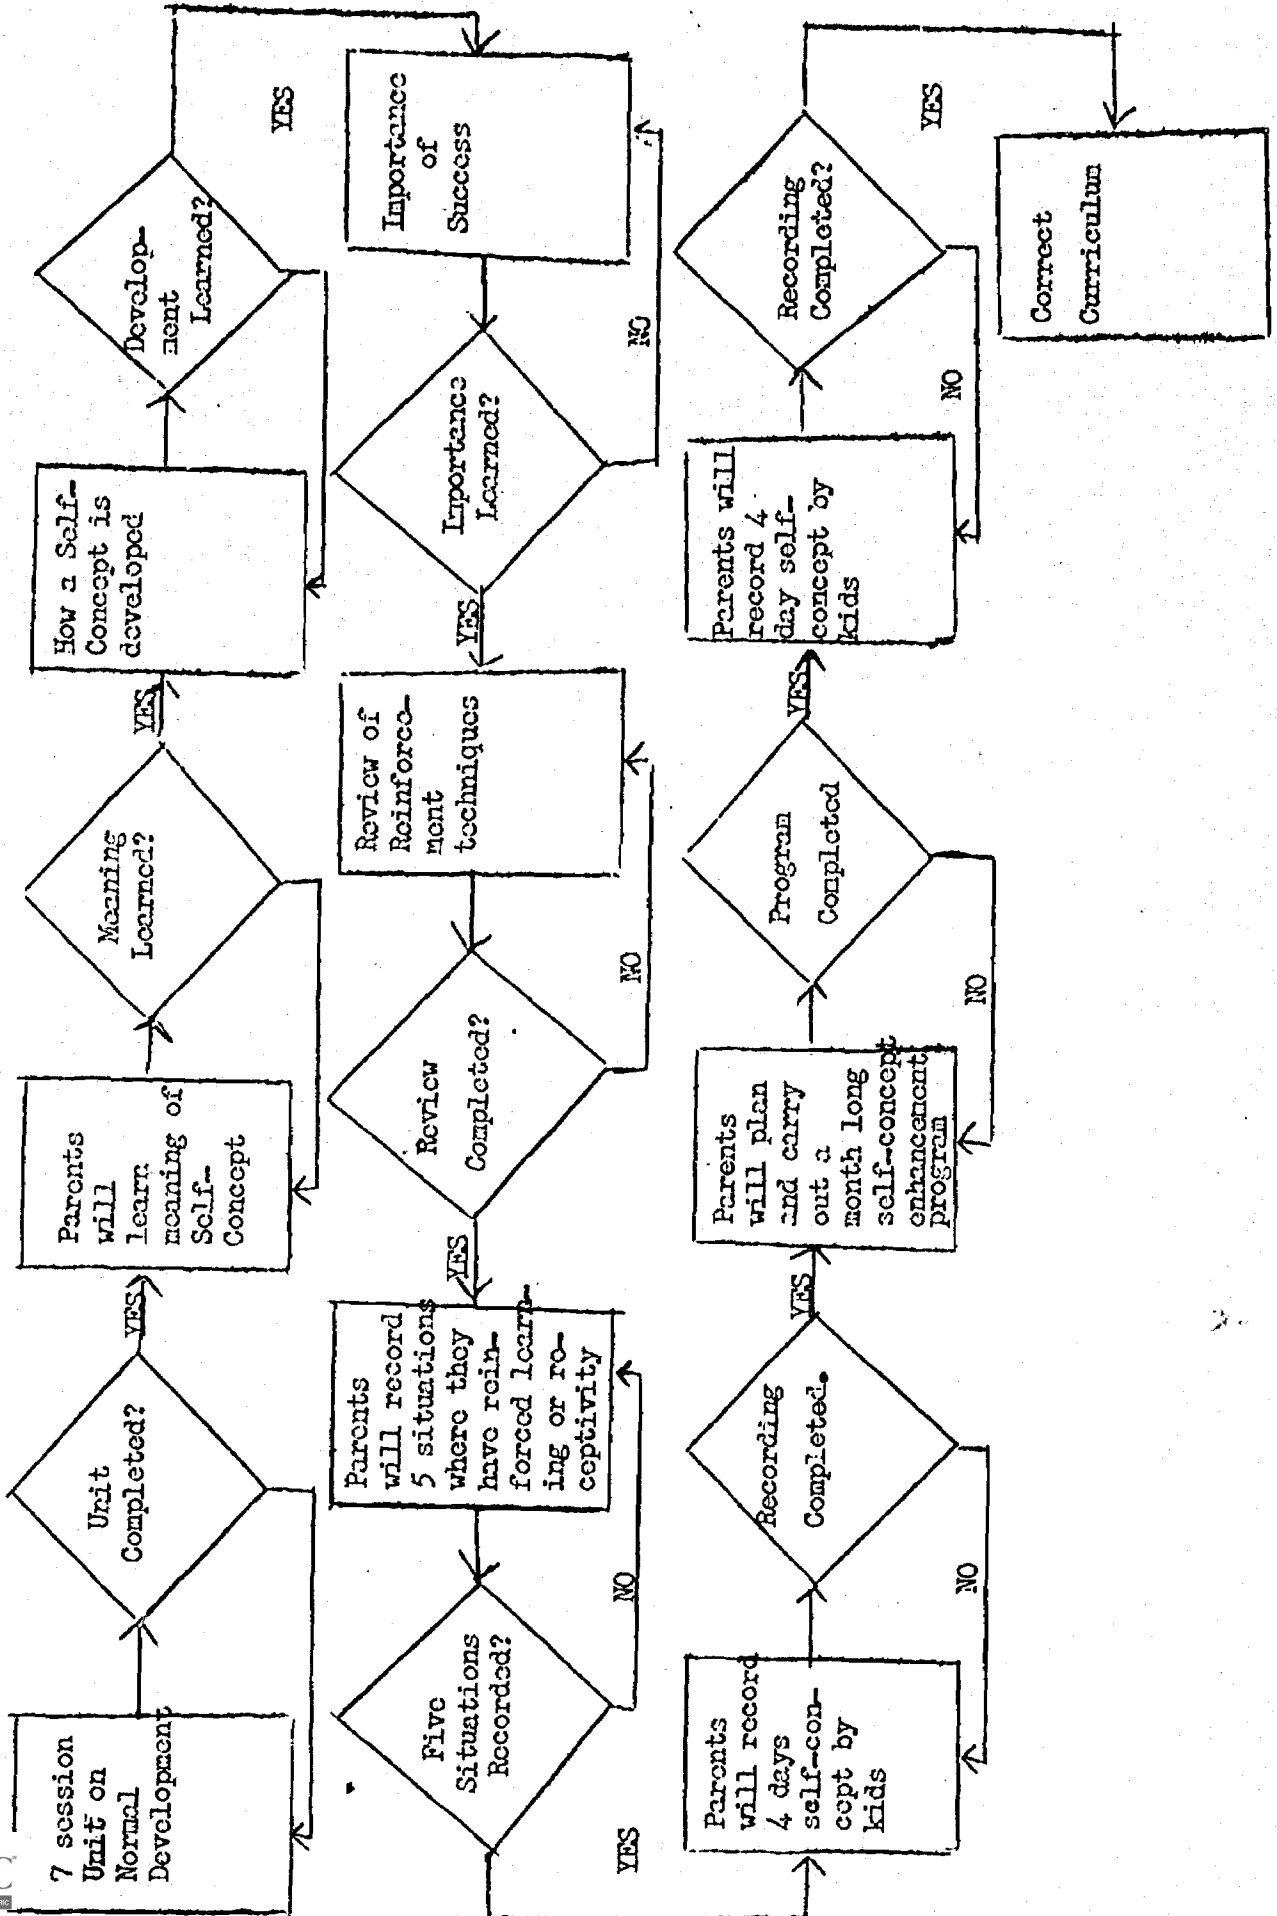 7 session
Unit on
Normal
Development
Unit
Completed?
YES
Parents
will
learn
meaning of
Self-
Concept
Meaning
Learned?
YES
How a Self-
Concept is
developed
Develop-
ment
Learned?
YES
Importance
of
Success
Importance
Learned?
NO
YES
Review of
Reinforce-
ment
techniques
Review
Completed?
NO
YES
Parents
will record
5 situations
where they
have rein-
forced learn-
ing or re-
ceptivity
Five
Situations
Recorded?
NO
YES
Parents
will record
4 days
self-con-
cept by
kids
Recording
Completed.
NO
YES
Parents
will plan
and carry
out a
month long
self-concept
enhancement
program
Program
Completed
NO
YES
Parents will
record 4
day self-
concept by
kids
Recording
Completed?
NO
YES
Correct
Curriculum